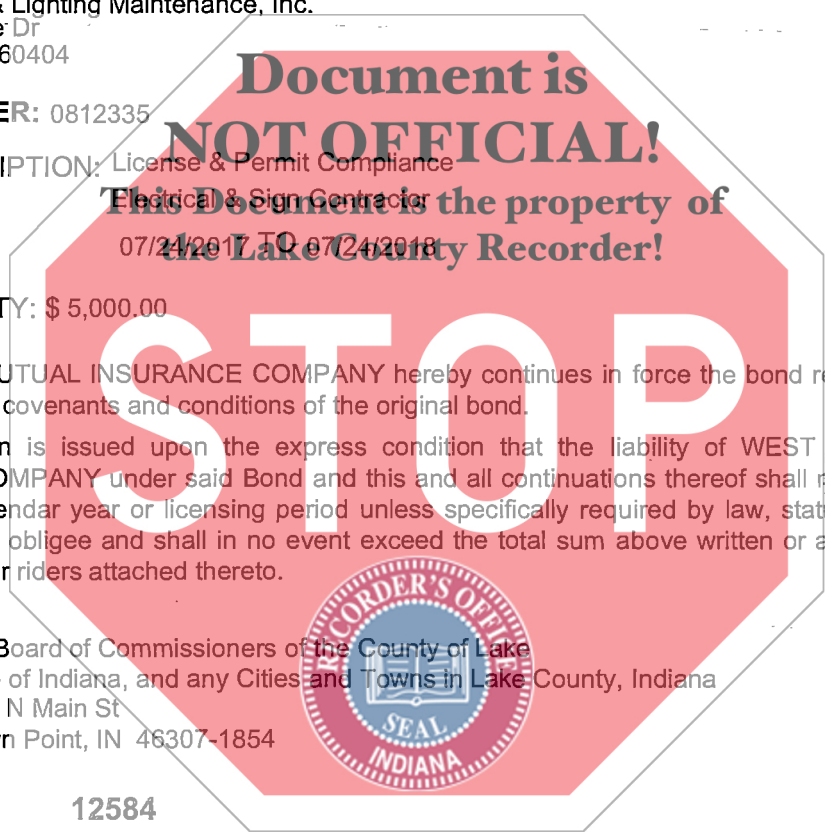 & Lighting Maintenance, Inc.
Dr
60404
Document is
ER: 0812335
NOT OFFICIAL!
IPTION: License & Permit Compliance
Electrical & Sign Contractor
This Document is the property of
07/24/2017 TO 07/24/2018
the Lake County Recorder!
TY: $ 5,000.00
STOP
UTUAL INSURANCE COMPANY hereby continues in force the bond re
covenants and conditions of the original bond.
n is issued upon the express condition that the liability of WEST
OMPANY under said Bond and this and all continuations thereof shall
endar year or licensing period unless specifically required by law, stat
obligee and shall in no event exceed the total sum above written or a
r riders attached thereto.
RECORDER'S OFFICE
Board of Commissioners of the County of Lake
of Indiana, and any Cities and Towns in Lake County, Indiana
N Main St
SEAL
n Point, IN 46307-1854
INDIANA
12584